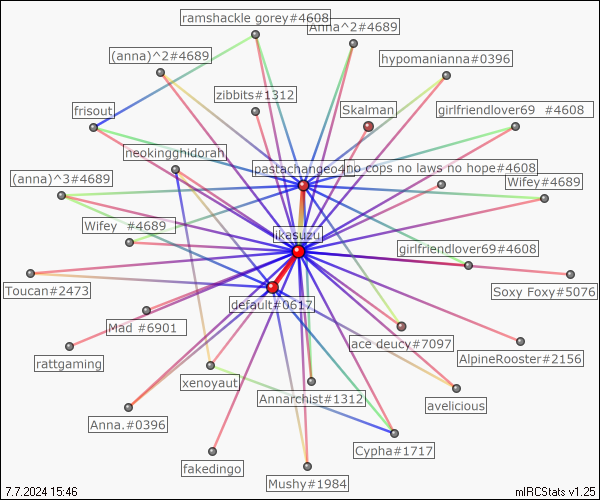 ramshackle gorey#4608
Anna^2#4689
(anna)^2#4689
hypomanianna#0396
zibbits#1312
Skalman
girlfriendlover69 #4608
frisout
neokingghidorah
pastachangeo4
no cops no laws no hope#4608
(anna)^3#4689
Wifey#4689
Wifey #4689
ikasuzu
girlfriendlover69#4608
Toucan#2473
Soxy Foxy#5076
default#0617
Mad #6901
ace deucy#7097
rattgaming
AlpineRooster#2156
xenoyaut
Annarchist#1312
avelicious
Anna.#0396
Cypha#1717
fakedingo
Mushy#1984
7.7.2024 15:46
mIRCStats v1.25